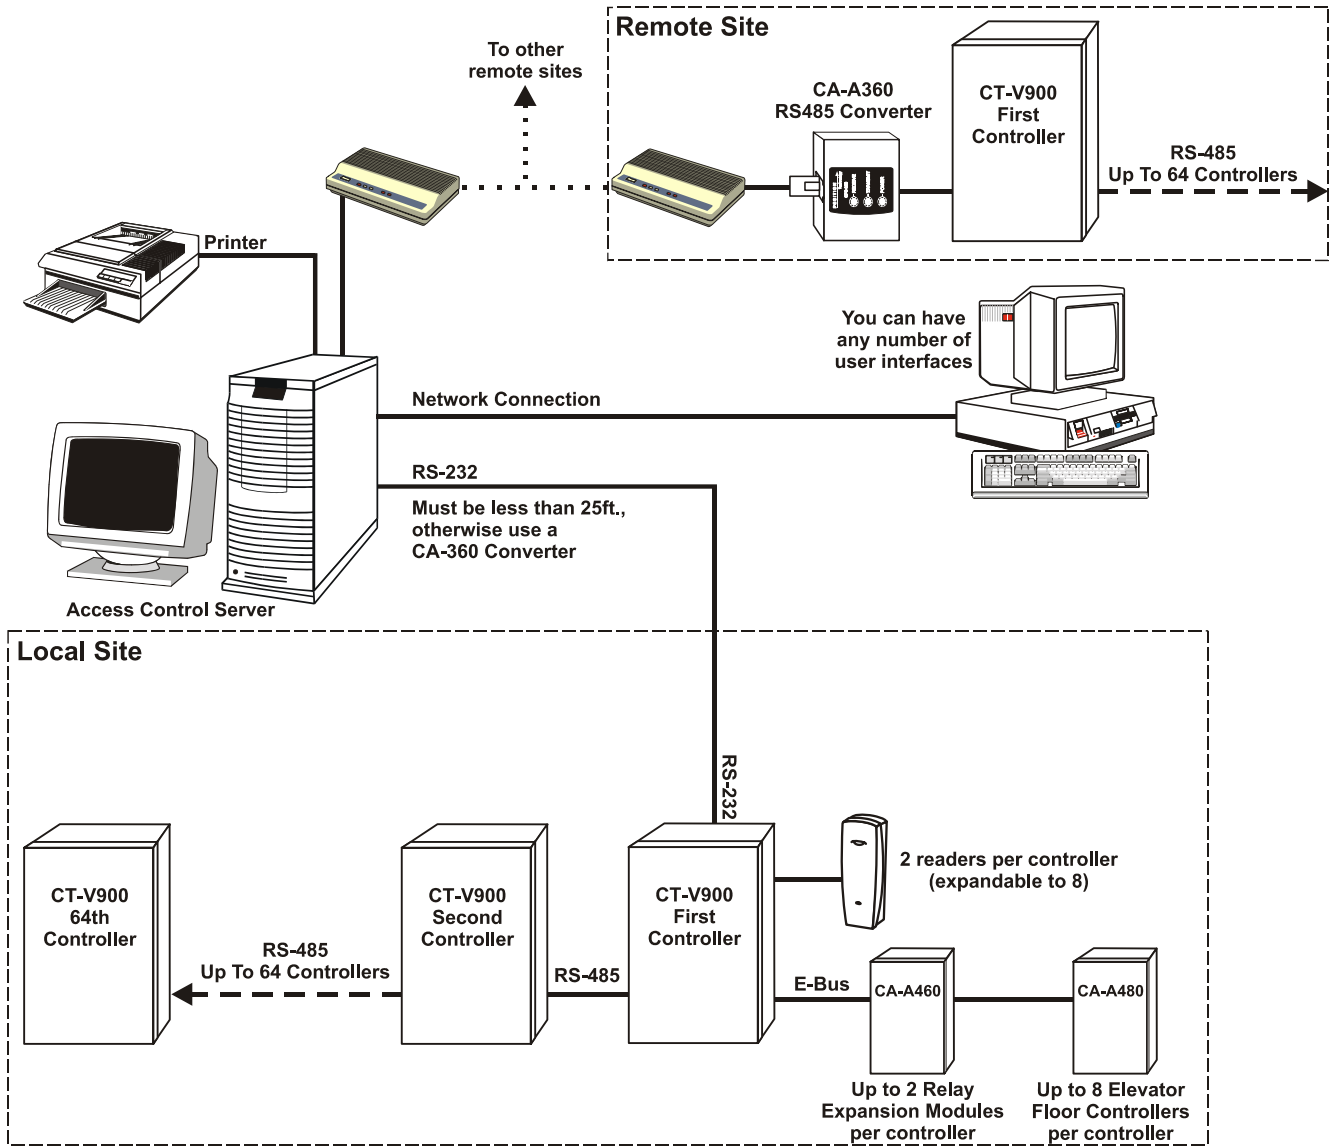 Remote Site
To other
remote sites
CA-A360
RS485 Converter
CT-V900
First
Controller
RS-485
Up To 64 Controllers
POWER
Printer
You can have
any number of
user interfaces
Network Connection
RS-232
Must be less than 25ft.,
otherwise use a
CA-360 Converter
Access Control Server
Local Site
RS-232
CT-V900
64th
Controller
RS-485
Up To 64 Controllers
CT-V900
Second
Controller
RS-485
CT-V900
First
Controller
2 readers per controller
(expandable to 8)
E-Bus
CA-A460
CA-A480
Up to 2 Relay
Expansion Modules
per controller
Up to 8 Elevator
Floor Controllers
per controller